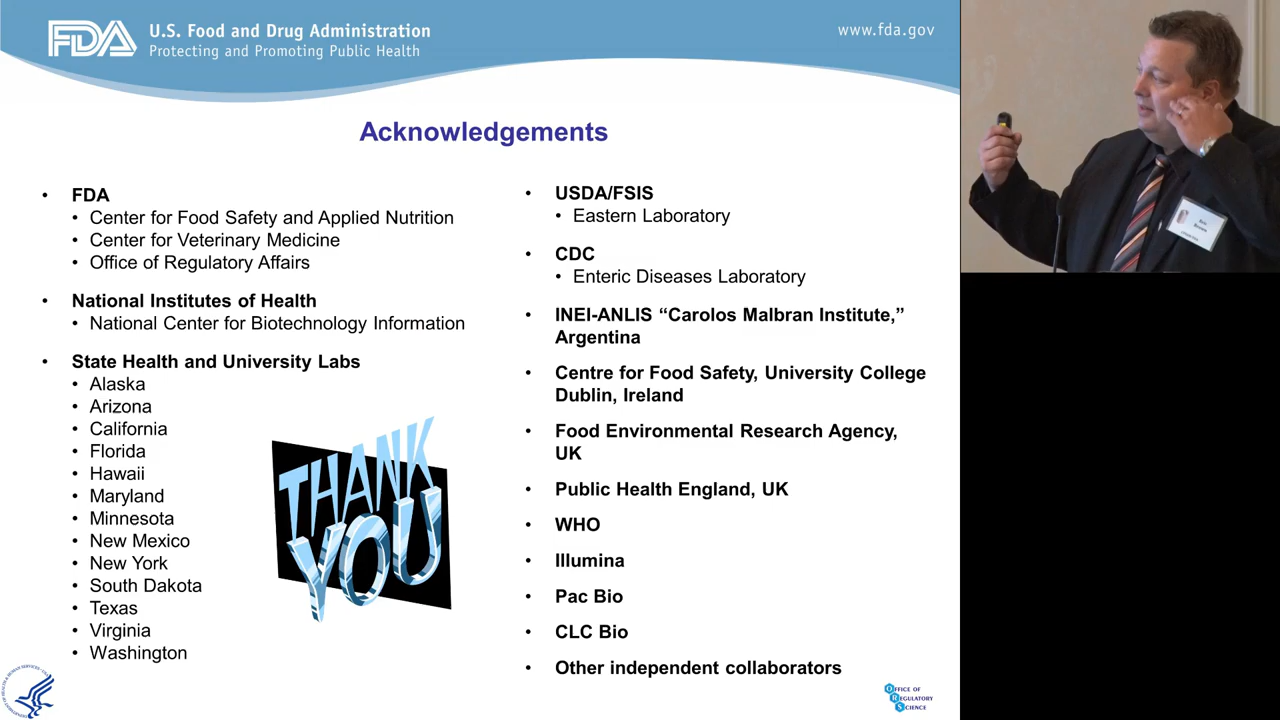 FDA
U.S. Food and Drug Administration
Protecting and Promoting Public Health
www.fda.gov
Acknowledgements
• FDA
• Center for Food Safety and Applied Nutrition
• Center for Veterinary Medicine
• Office of Regulatory Affairs
• National Institutes of Health
• National Center for Biotechnology Information
• State Health and University Labs
• Alaska
• Arizona
• California
• Florida
• Hawaii
• Maryland
• Minnesota
• New Mexico
• New York
• South Dakota
• Texas
• Virginia
• Washington
THANK
YOU
• USDA/FSIS
• Eastern Laboratory
• CDC
• Enteric Diseases Laboratory
• INEI-ANLIS “Carolos Malbran Institute,”
Argentina
• Centre for Food Safety, University College
Dublin, Ireland
• Food Environmental Research Agency,
UK
• Public Health England, UK
• WHO
• Illumina
• Pac Bio
• CLC Bio
• Other independent collaborators
OFFICE OF
REGULATORY
SCIENCE
Eric
Brown